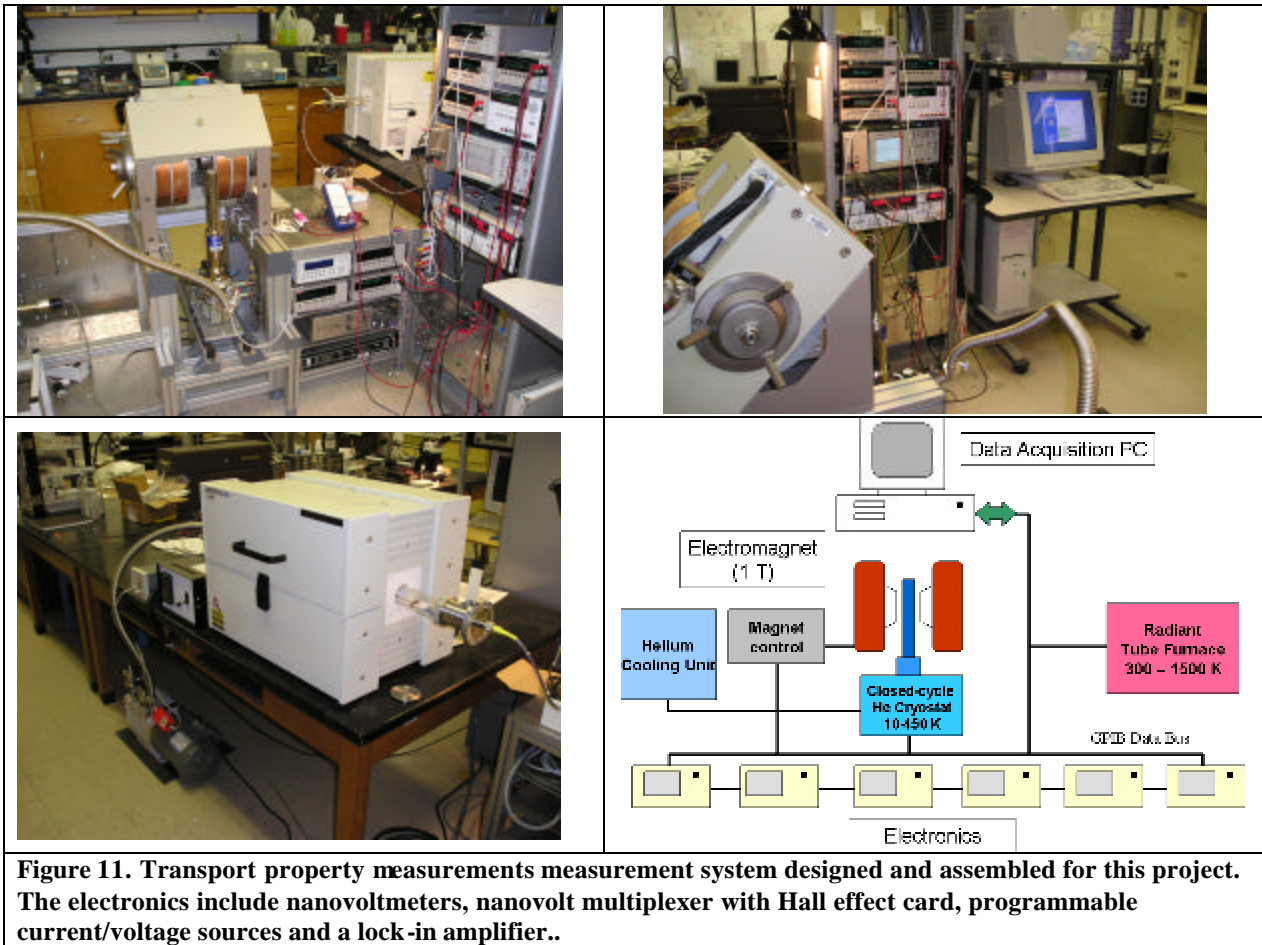 Data Acquisition PC
Electromagnet
(1 T)
Helium
Cooling Unit
Magnet
control
Radiant
Tube Furnace
300 – 1500 K
Closed-cycle
He Cryostat
10-450K
GPIB Data Bus
Electronics
Figure 11. Transport property measurements measurement system designed and assembled for this project.
The electronics include nanovoltmeters, nanovolt multiplexer with Hall effect card, programmable
current/voltage sources and a lock-in amplifier..